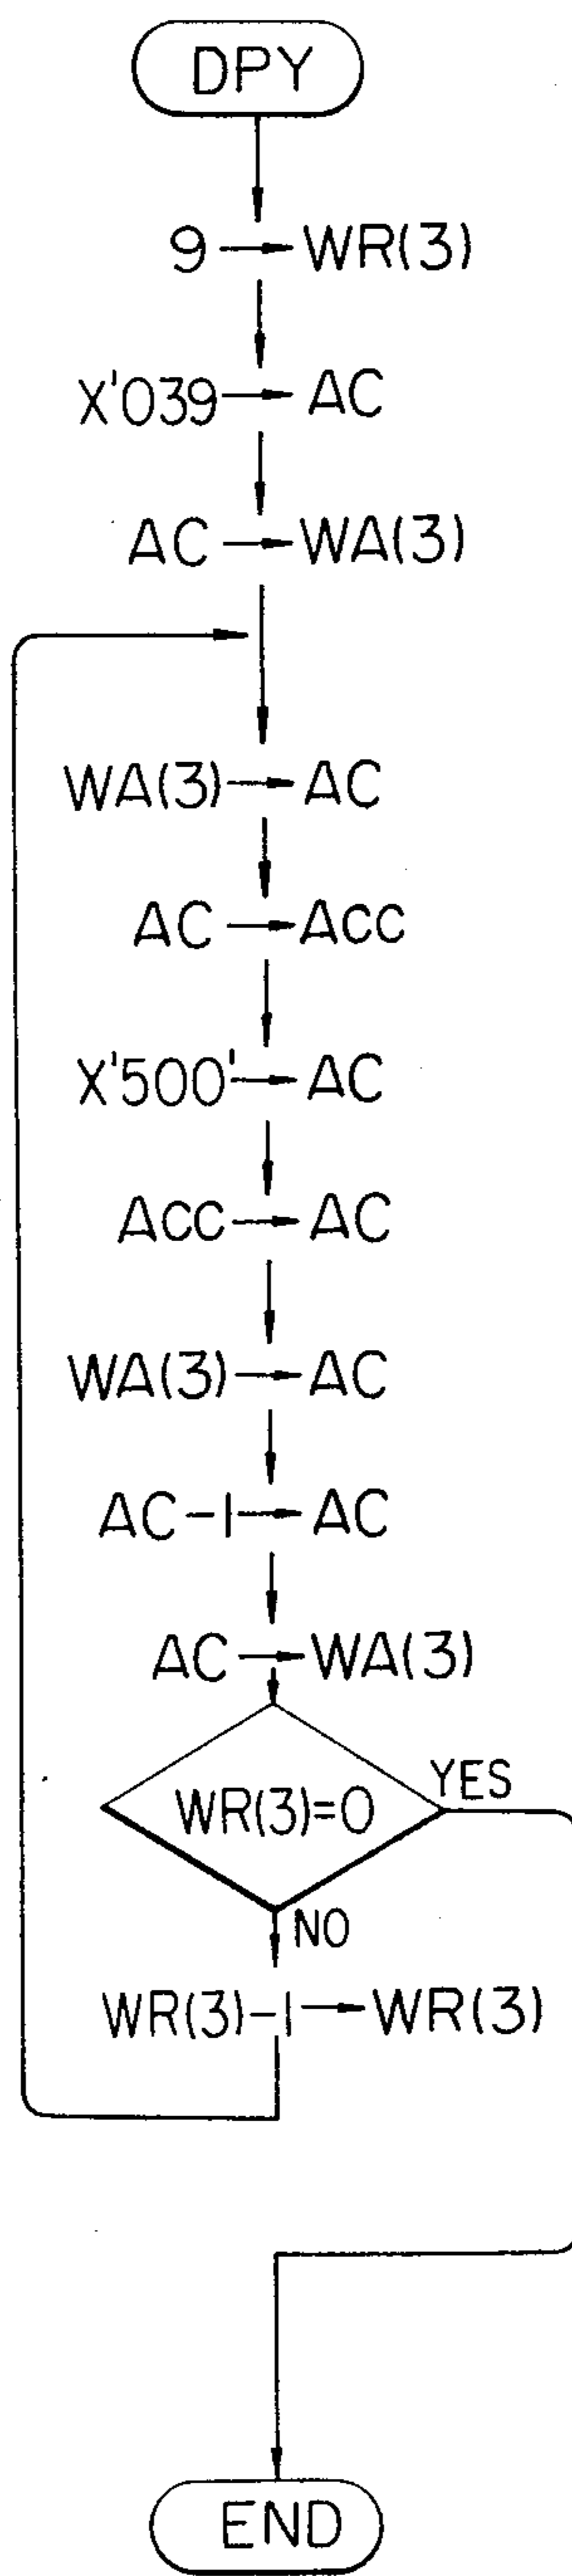 DPY
9→WR(3)
X'039→AC
AC→WA(3)
WA(3)→AC
AC→Acc
X'500'→AC
Acc→AC
WA(3)→AC
AC-1→AC
AC→WA(3)
WR(3)=0
YES
NO
WR(3)-1→WR(3)
END